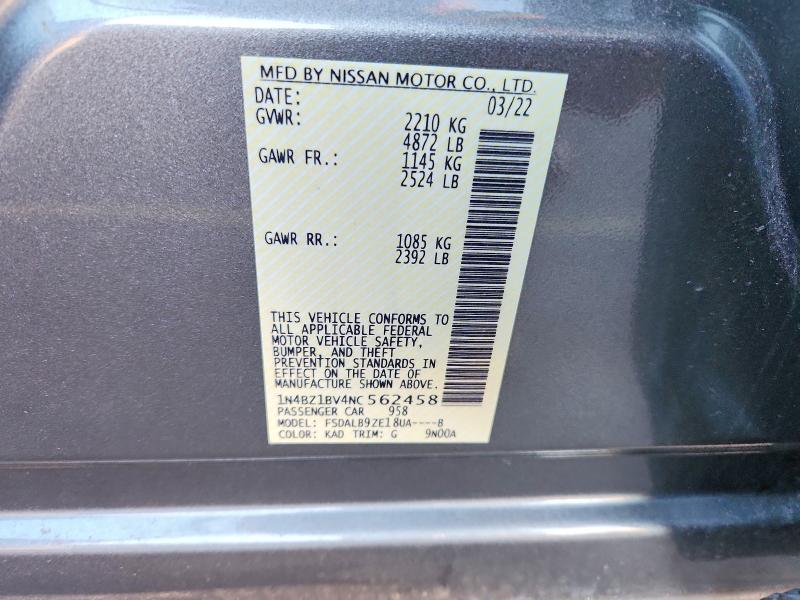 MFD BY NISSAN MOTOR CO., LTD.
DATE: 03/22
GVWR: 2210 KG
4872 LB
GAWR FR.: 1145 KG
2524 LB
GAWR RR.: 1085 KG
2392 LB
THIS VEHICLE CONFORMS TO
ALL APPLICABLE FEDERAL
MOTOR VEHICLE SAFETY,
BUMPER, AND THEFT
PREVENTION STANDARDS IN
EFFECT ON THE DATE OF
MANUFACTURE SHOWN ABOVE.
1N4BZ1BV4NC562458
PASSENGER CAR 958
MODEL: FSDALB9ZE18UA----B
COLOR: KAD TRIM: G 9N00A